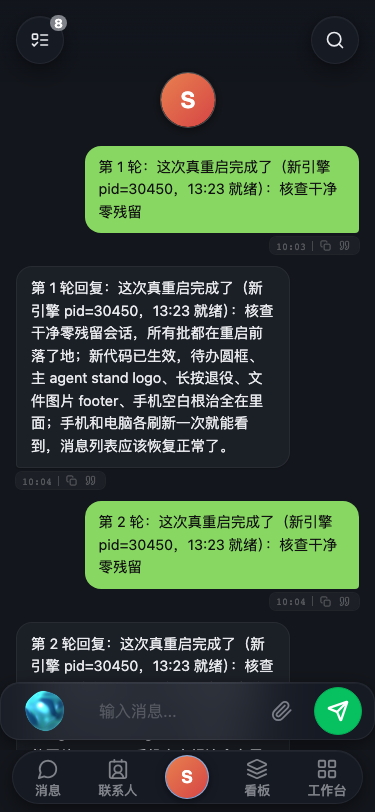 8
S
第 1 轮：这次真重启完成了（新引擎
pid=30450，13:23 就绪）：核查干净
零残留
10:03
第 1 轮回复：这次真重启完成了（新
引擎 pid=30450，13:23 就绪）：核查
干净零残留会话，所有批都在重启前
落了地；新代码已生效，待办圆框、
主 agent stand logo、长按退役、文
件图片 footer、手机空白根治全在里
面；手机和电脑各刷新一次就能看
到，消息列表应该恢复正常了。
10:04
第 2 轮：这次真重启完成了（新引擎
pid=30450，13:23 就绪）：核查干净
零残留
10:04
第 2 轮回复：这次真重启完成了（新
引擎 pid=30450，13:23 就绪）：核查
输入消息...
消息
联系人
S
看板
工作台